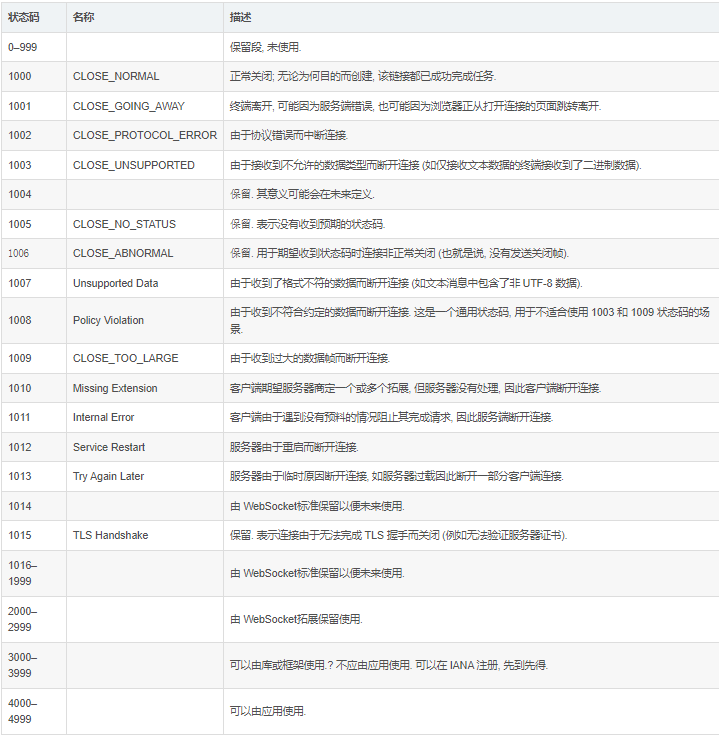 状态码 名称 描述
0–999 保留段, 未使用.
1000 CLOSE_NORMAL 正常关闭; 无论为何目的而创建, 该链接都已成功完成任务.
1001 CLOSE_GOING_AWAY 终端离开, 可能因为服务端错误, 也可能因为浏览器正从打开连接的页面跳转离开.
1002 CLOSE_PROTOCOL_ERROR 由于协议错误而中断连接.
1003 CLOSE_UNSUPPORTED 由于接收到不允许的数据类型而断开连接 (如仅接收文本数据的终端接收到了二进制数据).
1004 保留. 其意义可能会在未来定义.
1005 CLOSE_NO_STATUS 保留. 表示没有收到预期的状态码.
1006 CLOSE_ABNORMAL 保留. 用于期望收到状态码时连接非正常关闭 (也就是说, 没有发送关闭帧).
1007 Unsupported Data 由于收到了格式不符的数据而断开连接 (如文本消息中包含了非 UTF-8 数据).
1008 Policy Violation 由于收到不符合约定的数据而断开连接. 这是一个通用状态码, 用于不适合使用 1003 和 1009 状态码的场
景.
1009 CLOSE_TOO_LARGE 由于收到过大的数据帧而断开连接.
1010 Missing Extension 客户端期望服务器商定一个或多个拓展, 但服务器没有处理, 因此客户端断开连接.
1011 Internal Error 客户端由于遇到没有预料的情况阻止其完成请求, 因此服务端断开连接.
1012 Service Restart 服务器由于重启而断开连接.
1013 Try Again Later 服务器由于临时原因断开连接, 如服务器过载因此断开一部分客户端连接.
1014 由 WebSocket标准保留以便未来使用.
1015 TLS Handshake 保留. 表示连接由于无法完成 TLS 握手而关闭 (例如无法验证服务器证书).
1016–
1999 由 WebSocket标准保留以便未来使用.
2000–
2999 由 WebSocket拓展保留使用.
3000–
3999 可以由库或框架使用.? 不应由应用使用. 可以在 IANA 注册, 先到先得.
4000–
4999 可以由应用使用.